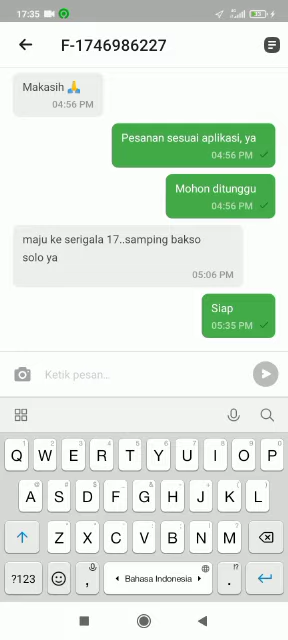 17:35
F-1746986227
Makasih 🙏
04:56 PM
Pesanan sesuai aplikasi, ya
04:56 PM
Mohon ditunggu
04:56 PM
maju ke serigala 17..samping bakso
solo ya
05:06 PM
Siap
05:35 PM
Ketik pesan...
Q W E R T Y U I O P
A S D F G H J K L
Z X C V B N M
?123 , Bahasa Indonesia .